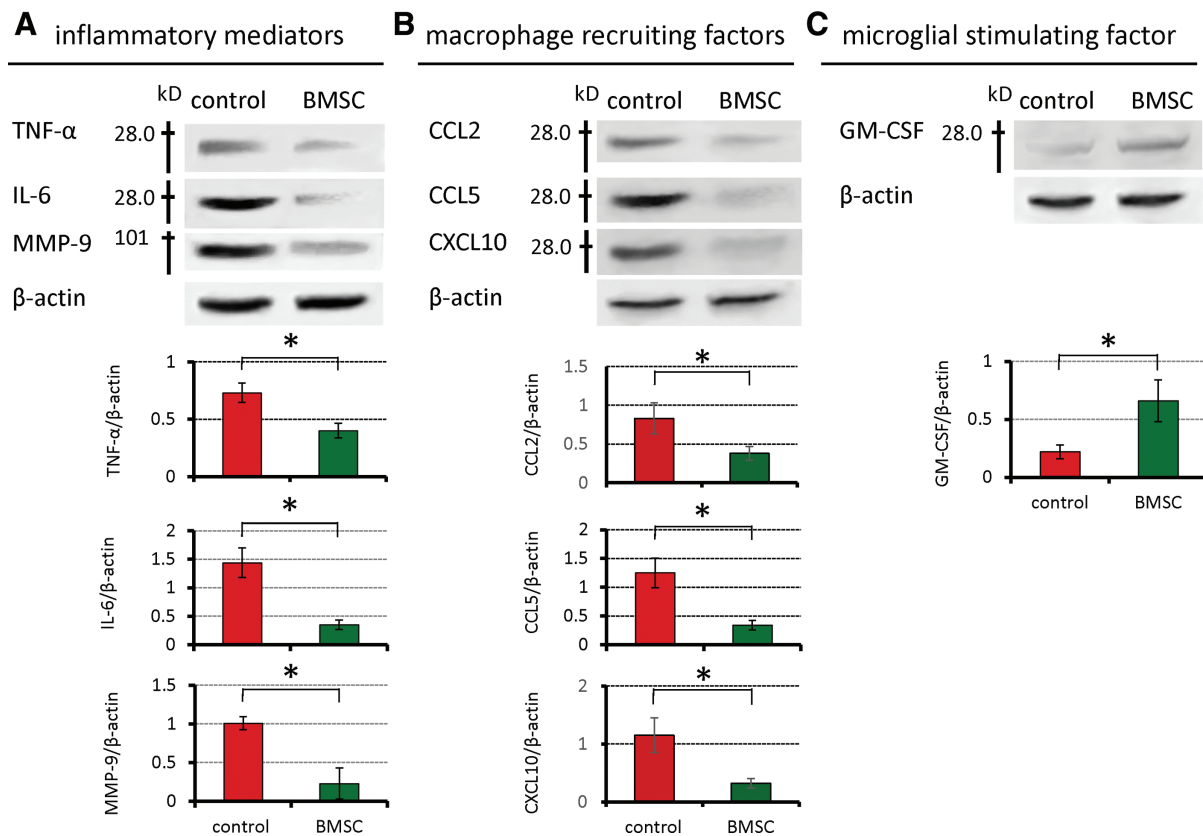 A inflammatory mediators
kD control BMSC
TNF-α 28.0
IL-6 28.0
MMP-9 101
β-actin
*
TNF-α/β-actin
1
0.5
0
*
IL-6/β-actin
2
1.5
1
0.5
0
*
MMP-9/β-actin
1.5
1
0.5
0
control BMSC
B macrophage recruiting factors
kD control BMSC
CCL2 28.0
CCL5 28.0
CXCL10 28.0
β-actin
*
CCL2/β-actin
1.5
1
0.5
0
*
CCL5/β-actin
2
1.5
1
0.5
0
*
CXCL10/β-actin
2
1
0
control BMSC
C microglial stimulating factor
kD control BMSC
GM-CSF 28.0
β-actin
*
GM-CSF/β-actin
1
0.5
0
control BMSC